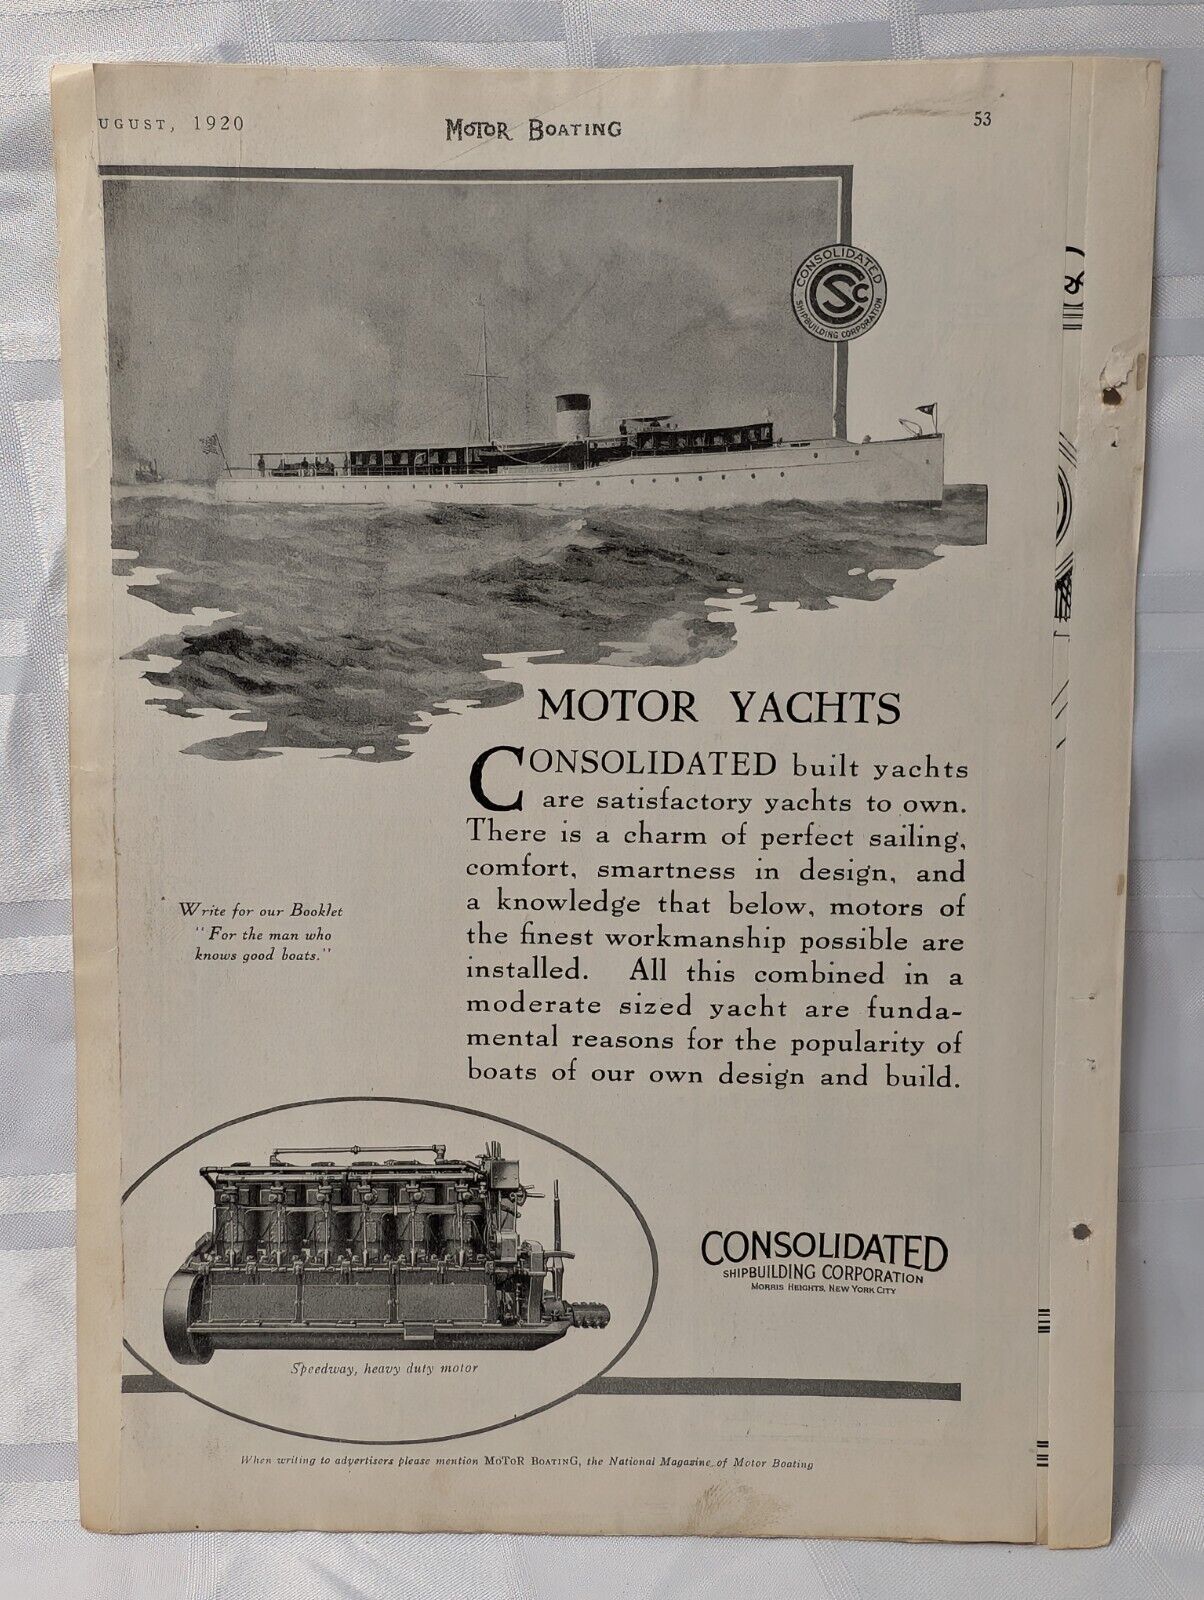 UGUST, 1920
MOTOR BOATING
53
CONSOLIDATED
SHIPBUILDING CORPORATION
CSC
MOTOR YACHTS
CONSOLIDATED built yachts
are satisfactory yachts to own.
There is a charm of perfect sailing,
comfort, smartness in design, and
a knowledge that below, motors of
the finest workmanship possible are
installed. All this combined in a
moderate sized yacht are funda-
mental reasons for the popularity of
boats of our own design and build.
Write for our Booklet
"For the man who
knows good boats."
Speedway, heavy duty motor
CONSOLIDATED
SHIPBUILDING CORPORATION
MORRIS HEIGHTS, NEW YORK CITY
When writing to advertisers please mention MOTOR BOATING, the National Magazine of Motor Boating